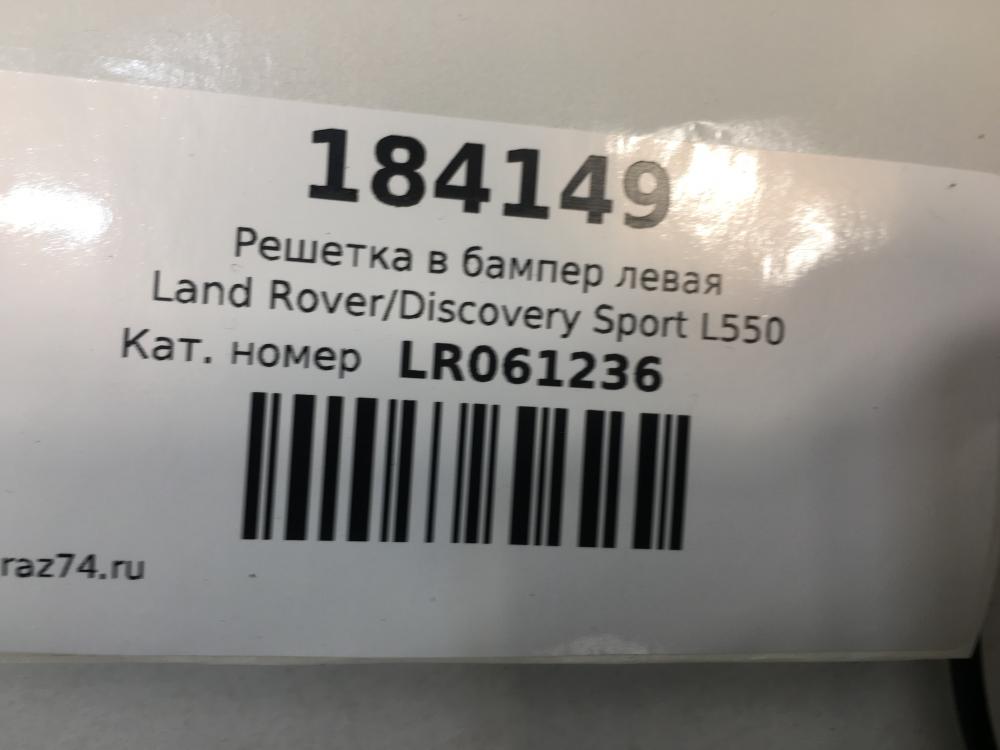 184149
Решетка в бампер левая
Land Rover/Discovery Sport L550
Кат. номер LR061236
raz74.ru